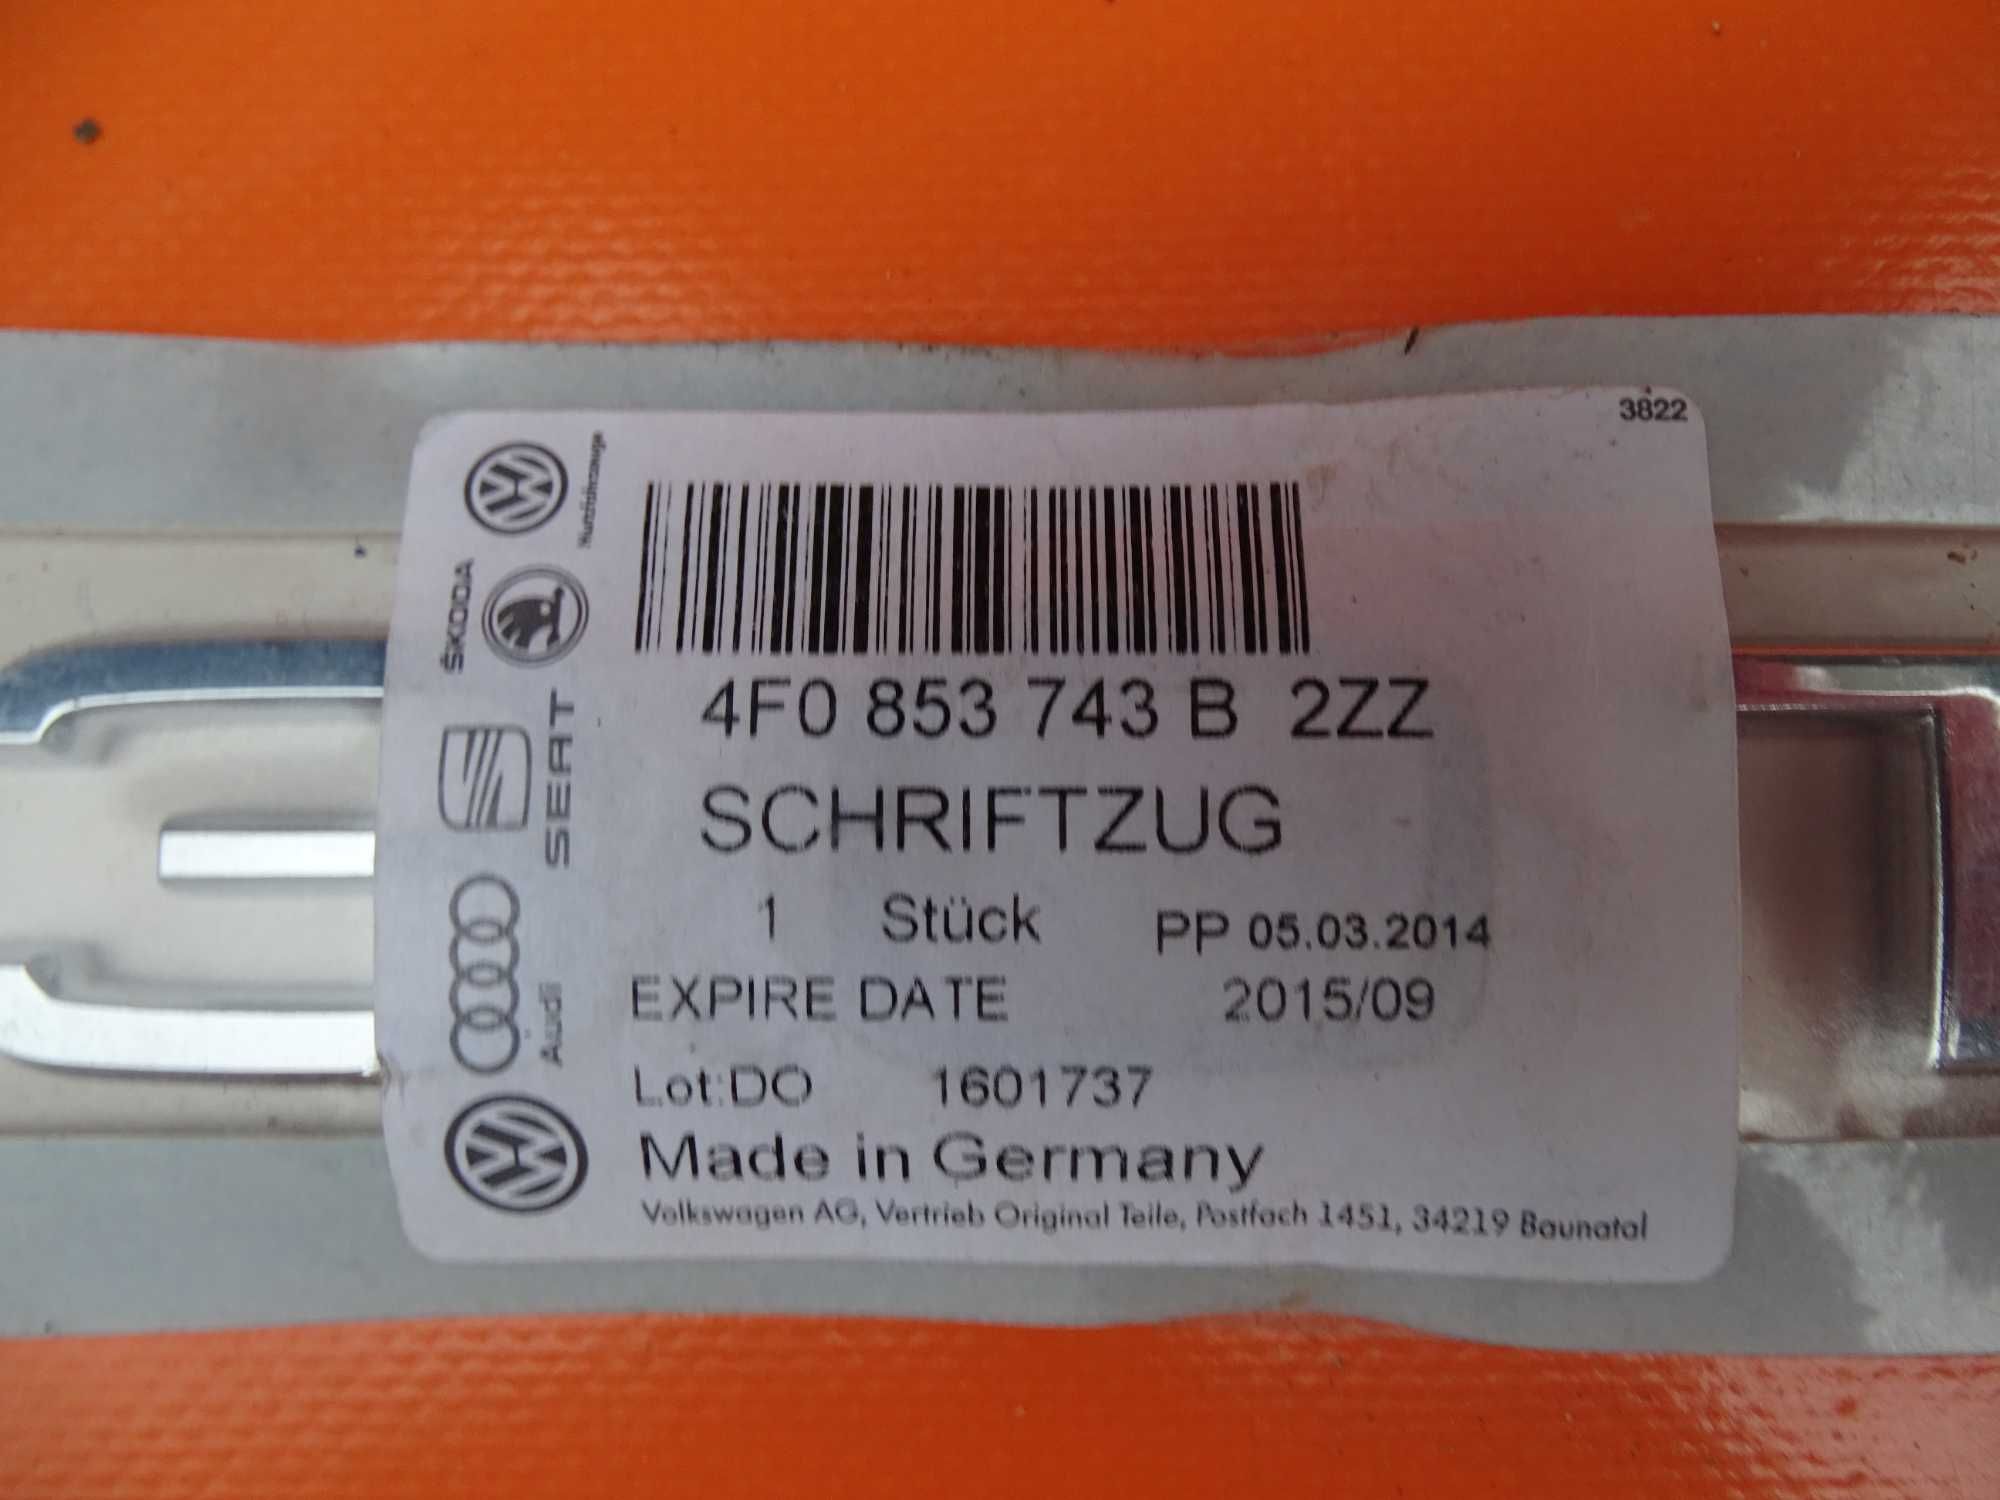 3822
Nutzfahrzeuge
ŠKODA
SEAT
Audi
4F0 853 743 B 2ZZ
SCHRIFTZUG
1 Stück PP 05.03.2014
EXPIRE DATE 2015/09
Lot:DO 1601737
Made in Germany
Volkswagen AG, Vertrieb Original Teile, Postfach 1451, 34219 Baunatal